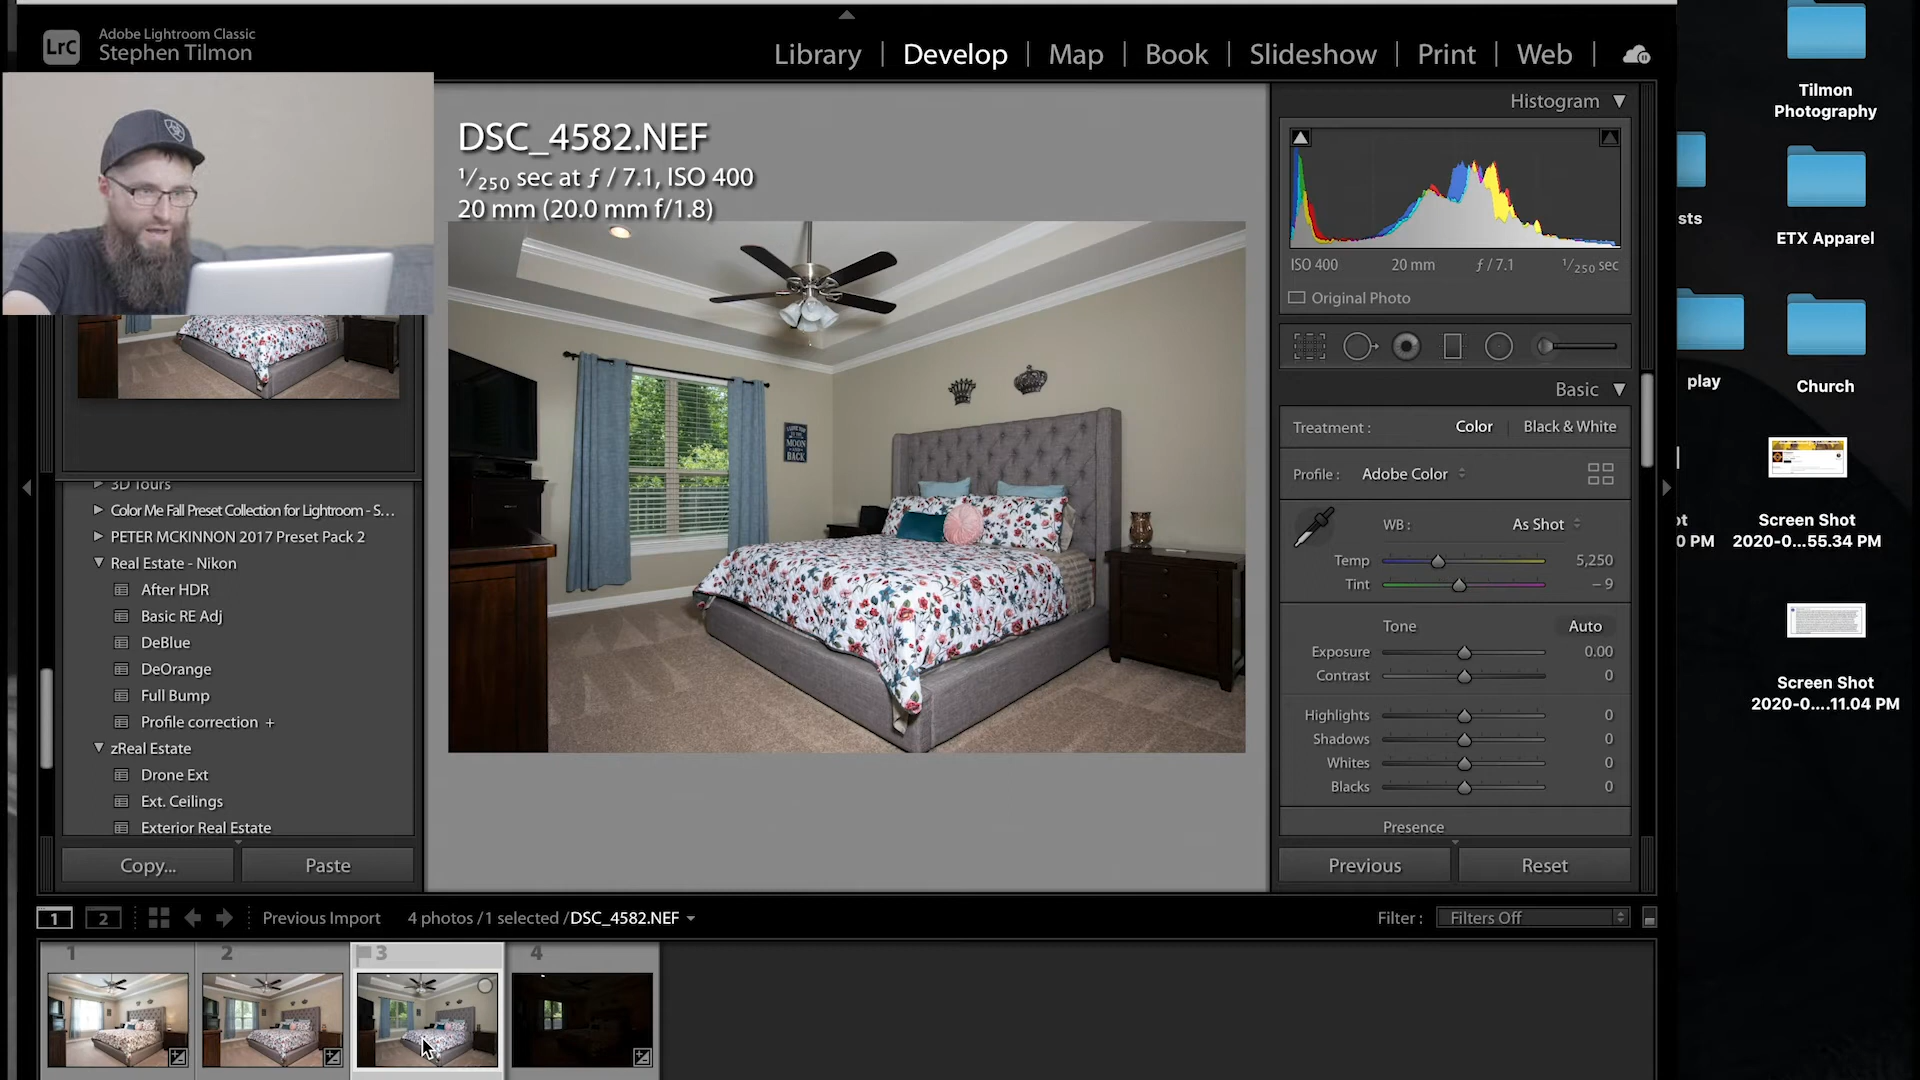 LrC
Adobe Lightroom Classic
Stephen Tilmon
Library | Develop | Map | Book | Slideshow | Print | Web |
DSC_4582.NEF
1/250 sec at ƒ / 7.1, ISO 400
20 mm (20.0 mm f/1.8)
MOON
BACK
3D Tours
Color Me Fall Preset Collection for Lightroom - S...
PETER MCKINNON 2017 Preset Pack 2
Real Estate - Nikon
After HDR
Basic RE Adj
DeBlue
DeOrange
Full Bump
Profile correction +
zReal Estate
Drone Ext
Ext. Ceilings
Exterior Real Estate
Copy...
Paste
Histogram
ISO 400 20 mm ƒ / 7.1 1/250 sec
Original Photo
Basic
Treatment : Color | Black & White
Profile : Adobe Color
WB : As Shot
Temp 5,250
Tint – 9
Tone Auto
Exposure 0.00
Contrast 0
Highlights 0
Shadows 0
Whites 0
Blacks 0
Presence
Previous
Reset
1 2 Previous Import 4 photos / 1 selected / DSC_4582.NEF
Filter : Filters Off
1
2
3
4
Tilmon
Photography
sts
ETX Apparel
play
Church
Screen Shot
2020-0...55.34 PM
0 PM
Screen Shot
2020-0....11.04 PM